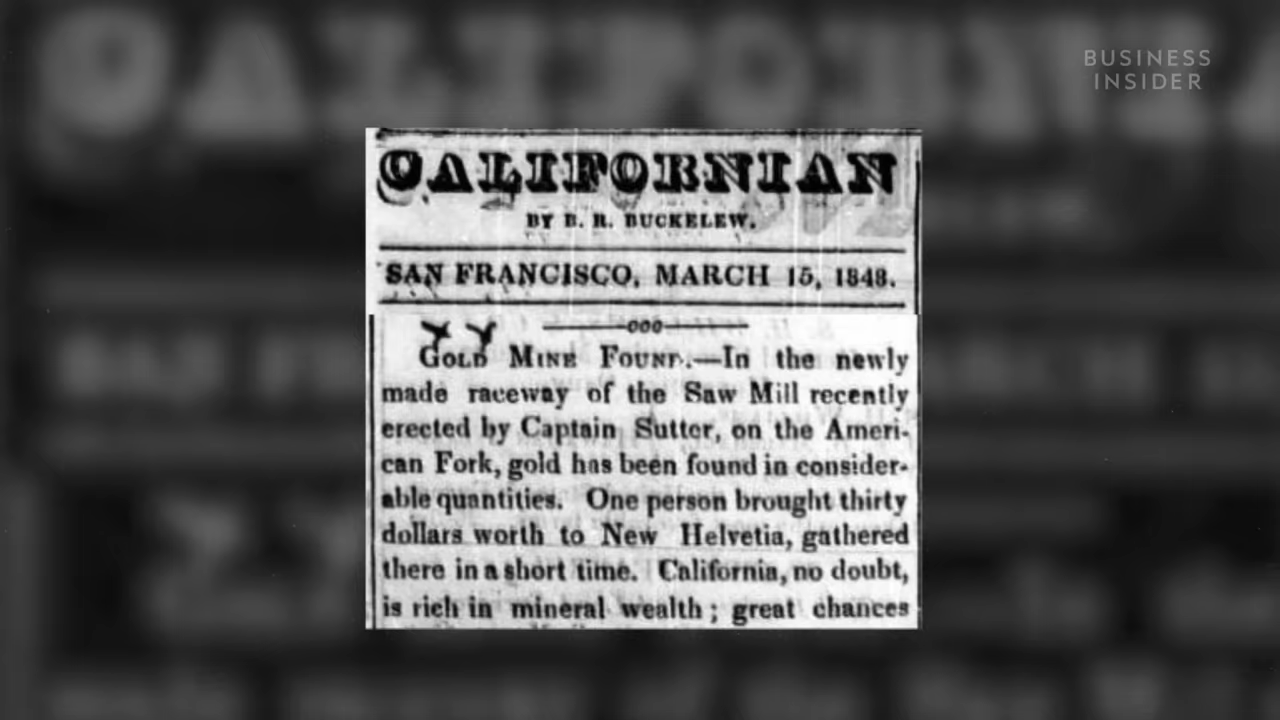 BUSINESS
INSIDER
CALIFORNIAN
BY B. R. BUCKELEW.
SAN FRANCISCO, MARCH 15, 1848.
GOLD MINE FOUND.—In the newly
made raceway of the Saw Mill recently
erected by Captain Sutter, on the Ameri-
can Fork, gold has been found in consider-
able quantities. One person brought thirty
dollars worth to New Helvetia, gathered
there in a short time. California, no doubt,
is rich in mineral wealth; great chances